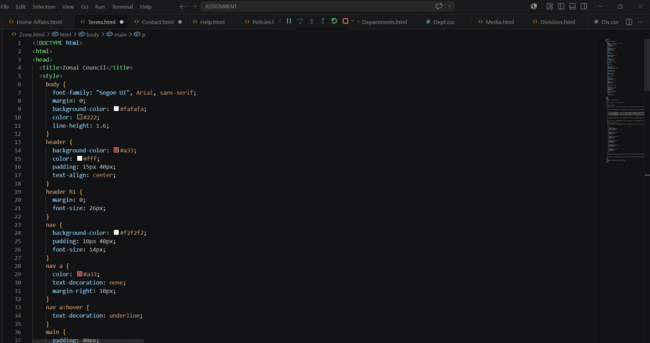 File Edit Selection View Go Run Terminal Help ASSIGNMENT
Home Affairs.html Terms.html Contact.html Help.html Policies.h Departments.html Dept.css Media.html Divisions.html Div.css
Zone.html > html > body > main > p
1 <!DOCTYPE html>
2 <html>
3 <head>
4 <title>Zonal Council</title>
5 <style>
6 body {
7 font-family: "Segoe UI", Arial, sans-serif;
8 margin: 0;
9 background-color: #fafafa;
10 color: #222;
11 line-height: 1.6;
12 }
13 header {
14 background-color: #a33;
15 color: #fff;
16 padding: 15px 40px;
17 text-align: center;
18 }
19 header h1 {
20 margin: 0;
21 font-size: 26px;
22 }
23 nav {
24 background-color: #f2f2f2;
25 padding: 10px 40px;
26 font-size: 14px;
27 }
28 nav a {
29 color: #a33;
30 text-decoration: none;
31 margin-right: 10px;
32 }
33 nav a:hover {
34 text-decoration: underline;
35 }
36 main {
37 padding: 40px;